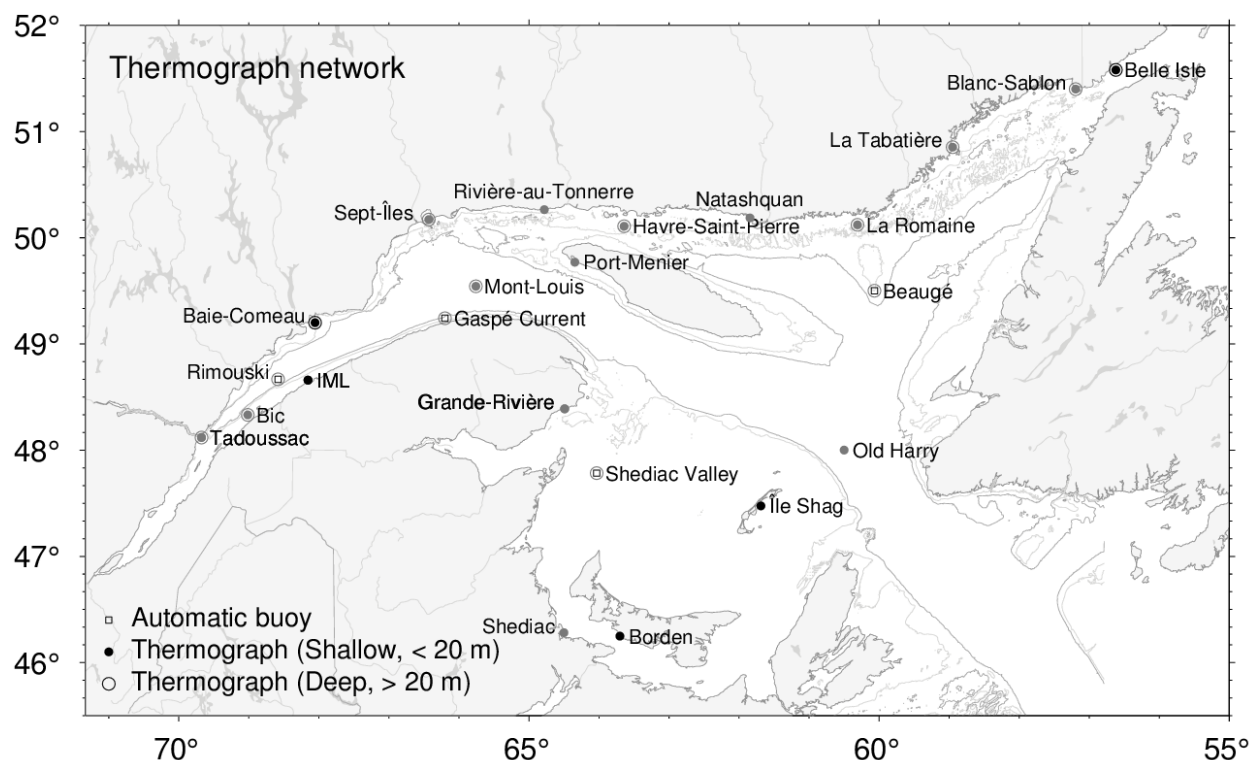 52°
Thermograph network
Belle Isle
Blanc-Sablon
51°
La Tabatière
Rivière-au-Tonnerre
Natashquan
Sept-Îles
Havre-Saint-Pierre
La Romaine
50°
Port-Menier
Mont-Louis
Beaugé
Baie-Comeau
Gaspé Current
49°
Rimouski
IML
Grande-Rivière
Bic
Tadoussac
48°
Old Harry
Shediac Valley
Île Shag
47°
Automatic buoy
Shediac
Borden
Thermograph (Shallow, < 20 m)
46°
Thermograph (Deep, > 20 m)
70°
65°
60°
55°